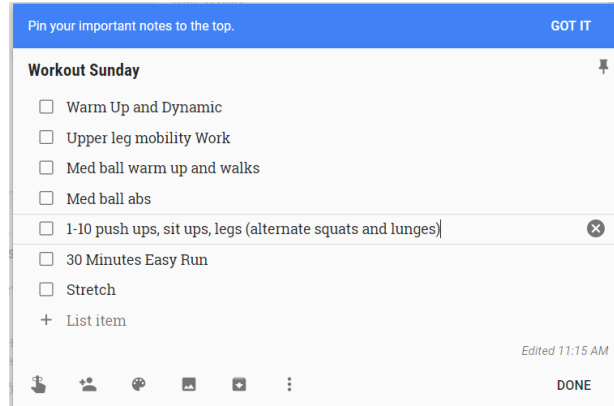 Pin your important notes to the top. GOT IT
Workout Sunday
Warm Up and Dynamic
Upper leg mobility Work
Med ball warm up and walks
Med ball abs
1-10 push ups, sit ups, legs (alternate squats and lunges)
30 Minutes Easy Run
Stretch
+ List item
Edited 11:15 AM
DONE